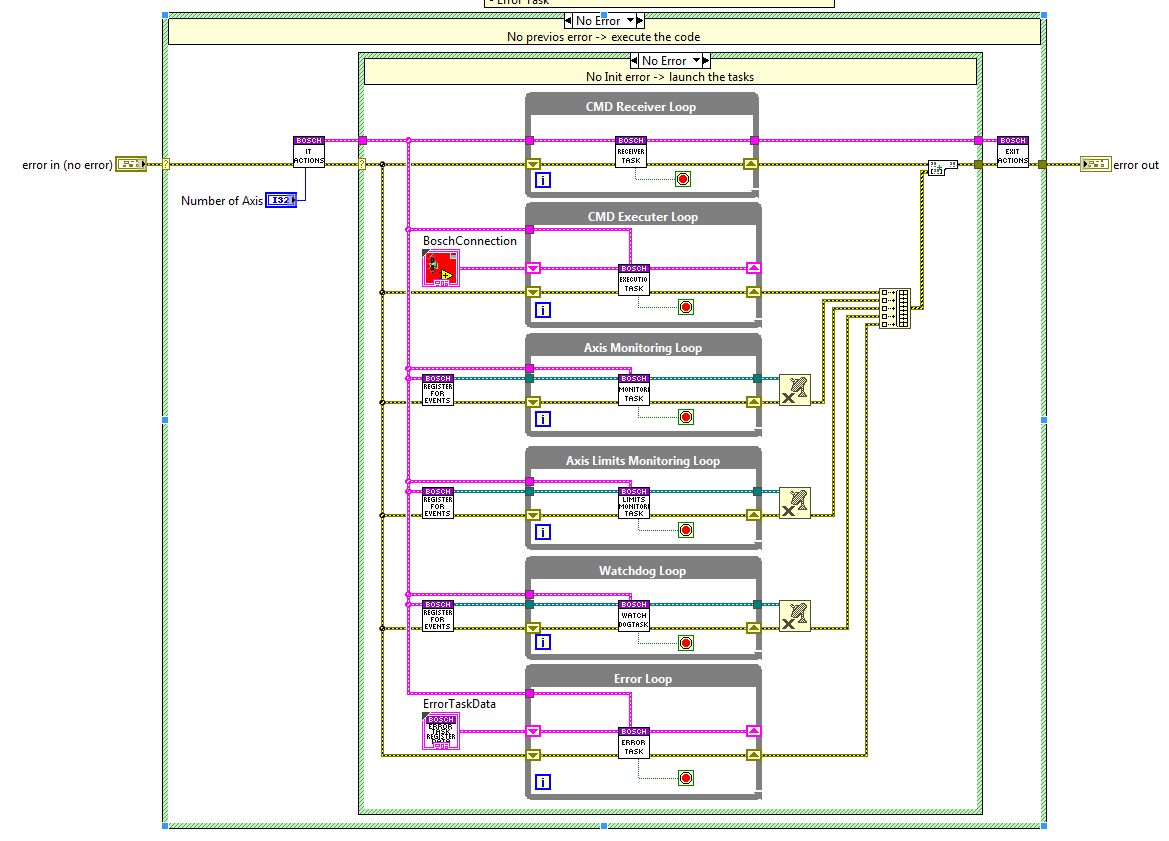 - Error Task
No Error
No previos error -> execute the code
No Error
No Init error -> launch the tasks
CMD Receiver Loop
error in (no error)
BOSCH
IT
ACTIONS
BOSCH
RECEIVER
TASK
BOSCH
EXIT
ACTIONS
error out
i
Number of Axis
I32
CMD Executer Loop
BoschConnection
BOSCH
EXECUTIO
TASK
i
Axis Monitoring Loop
BOSCH
REGISTER
FOR
EVENTS
BOSCH
MONITORI
TASK
i
Axis Limits Monitoring Loop
BOSCH
REGISTER
FOR
EVENTS
BOSCH
LIMITS
MONITORI
TASK
i
Watchdog Loop
BOSCH
REGISTER
FOR
EVENTS
BOSCH
WATCH
DOGTASK
i
Error Loop
ErrorTaskData
BOSCH
ERROR
TASK
REGISTER
BOSCH
ERROR
TASK
i